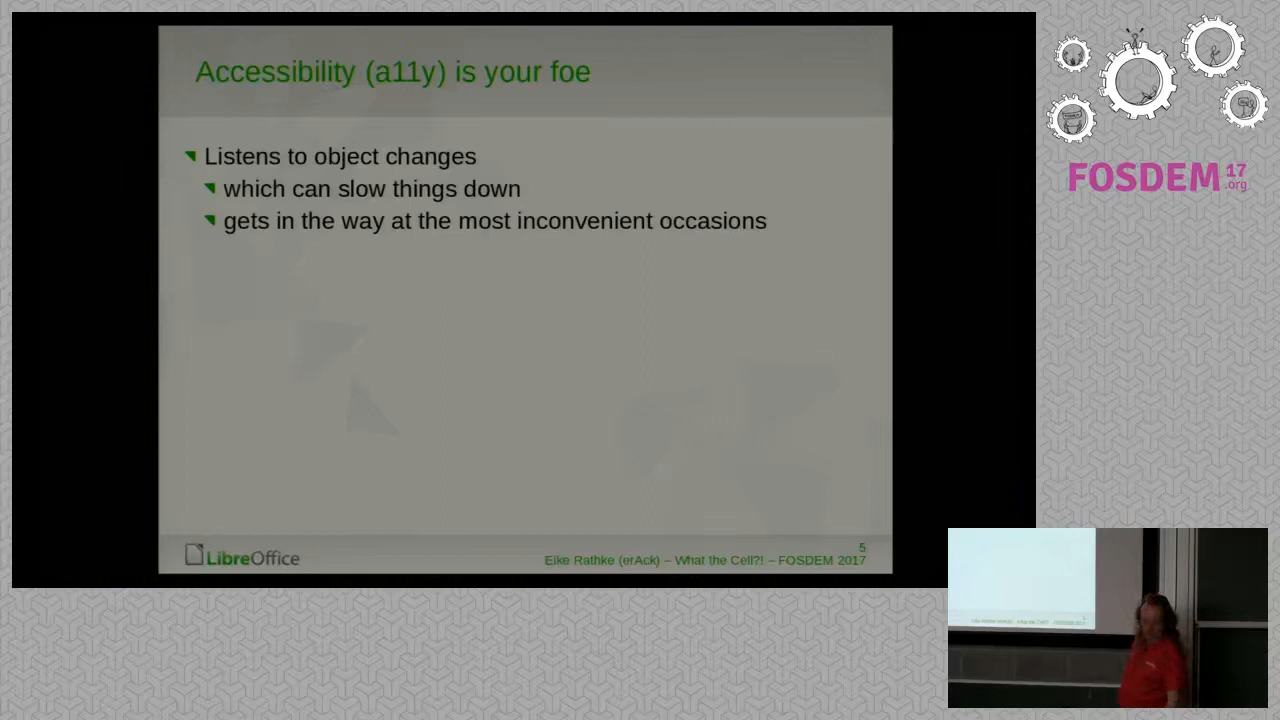 Accessibility (a11y) is your foe
Listens to object changes
which can slow things down
gets in the way at the most inconvenient occasions
LibreOffice
5
Eike Rathke (erAck) – What the Cell?! – FOSDEM 2017
FOSDEM 17
.org